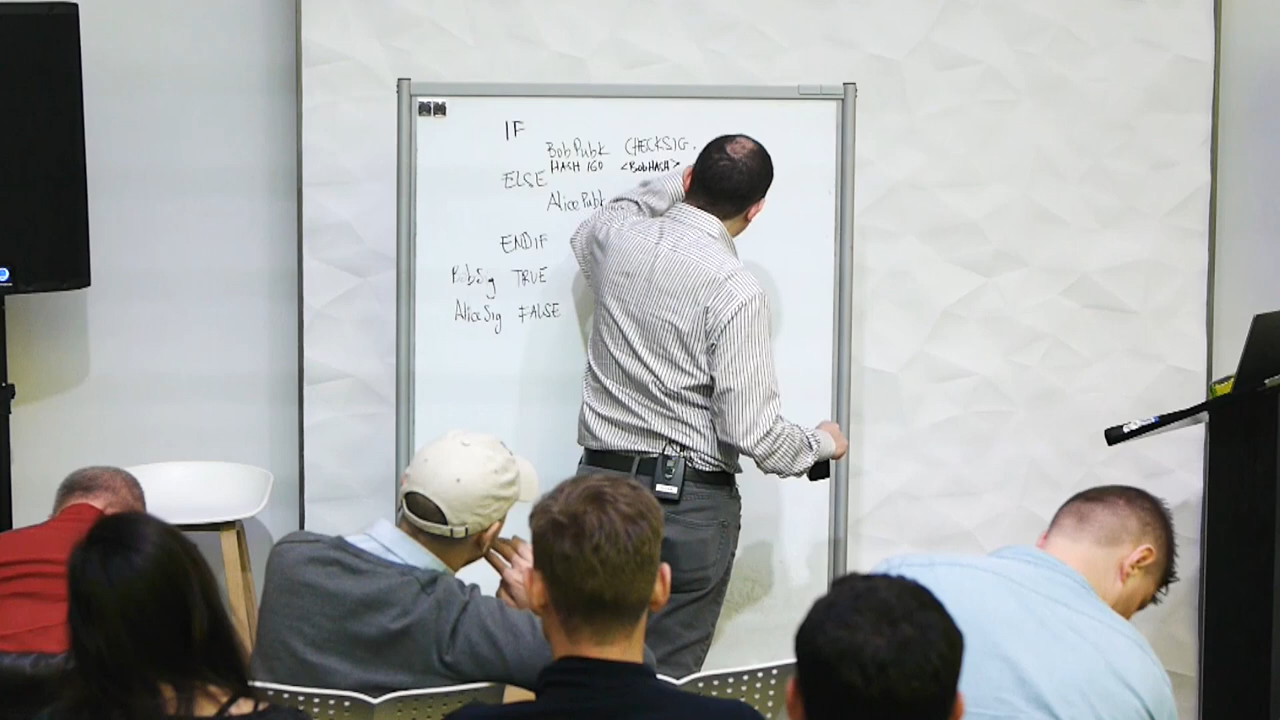 IF
BobPubk CHECKSIG.
HASH 160 <BobHASH>
ELSE
AlicePubk
ENDIF
BobSig TRUE
AliceSig FALSE